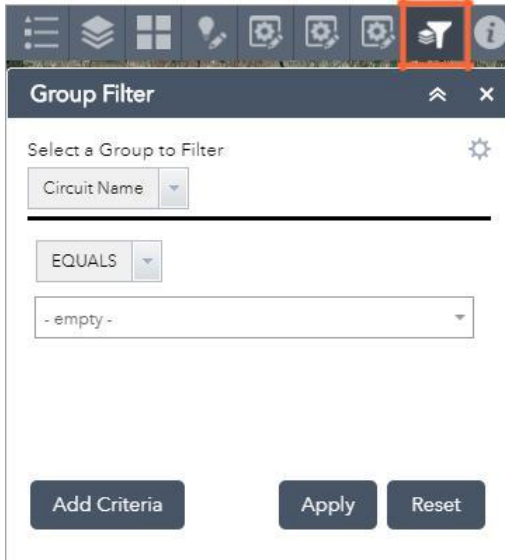 Group Filter
Select a Group to Filter
Circuit Name
EQUALS
- empty -
Add Criteria Apply Reset